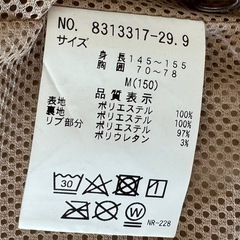 NO. 8313317-29.9
サイズ
身長 145~155
胸囲 70~78
M(150)
品質表示
表地 ポリエステル 100%
裏地 ポリエステル 100%
リブ部分 ポリエステル 97%
ポリウレタン 3%
30
W
NR-228